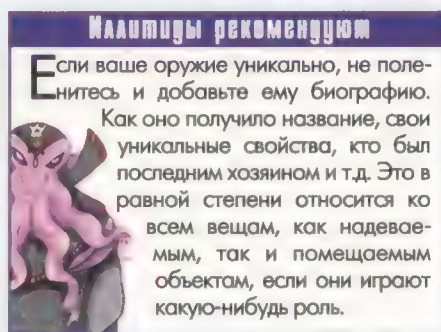 Иллитиды рекомендуют
Если ваше оружие уникально, не поле-
нитесь и добавьте ему биографию.
Как оно получило название, свои
уникальные свойства, кто был
последним хозяином и т.д. Это в
равной степени относится ко
всем вещам, как надевае-
мым, так и помещаемым
объектам, если они играют
какую-нибудь роль.